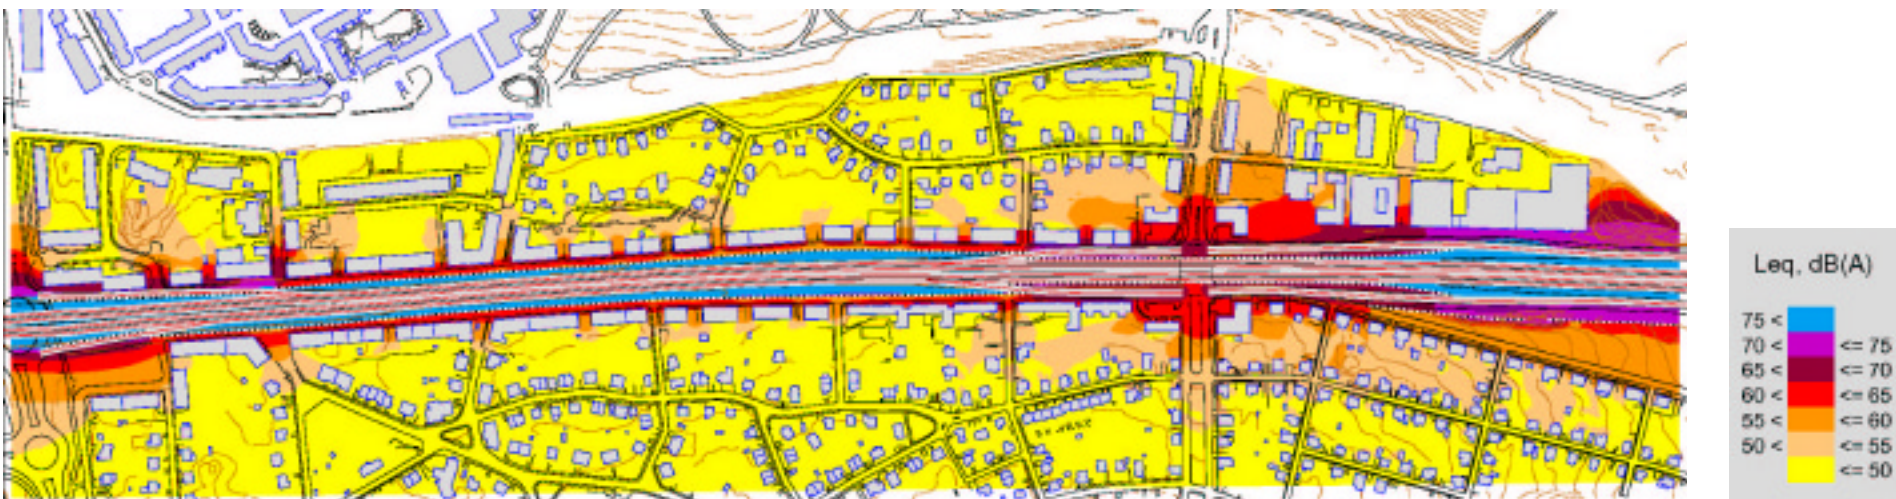 Leq, dB(A)
75 <
70 < <= 75
65 < <= 70
60 < <= 65
55 < <= 60
50 < <= 55
<= 50